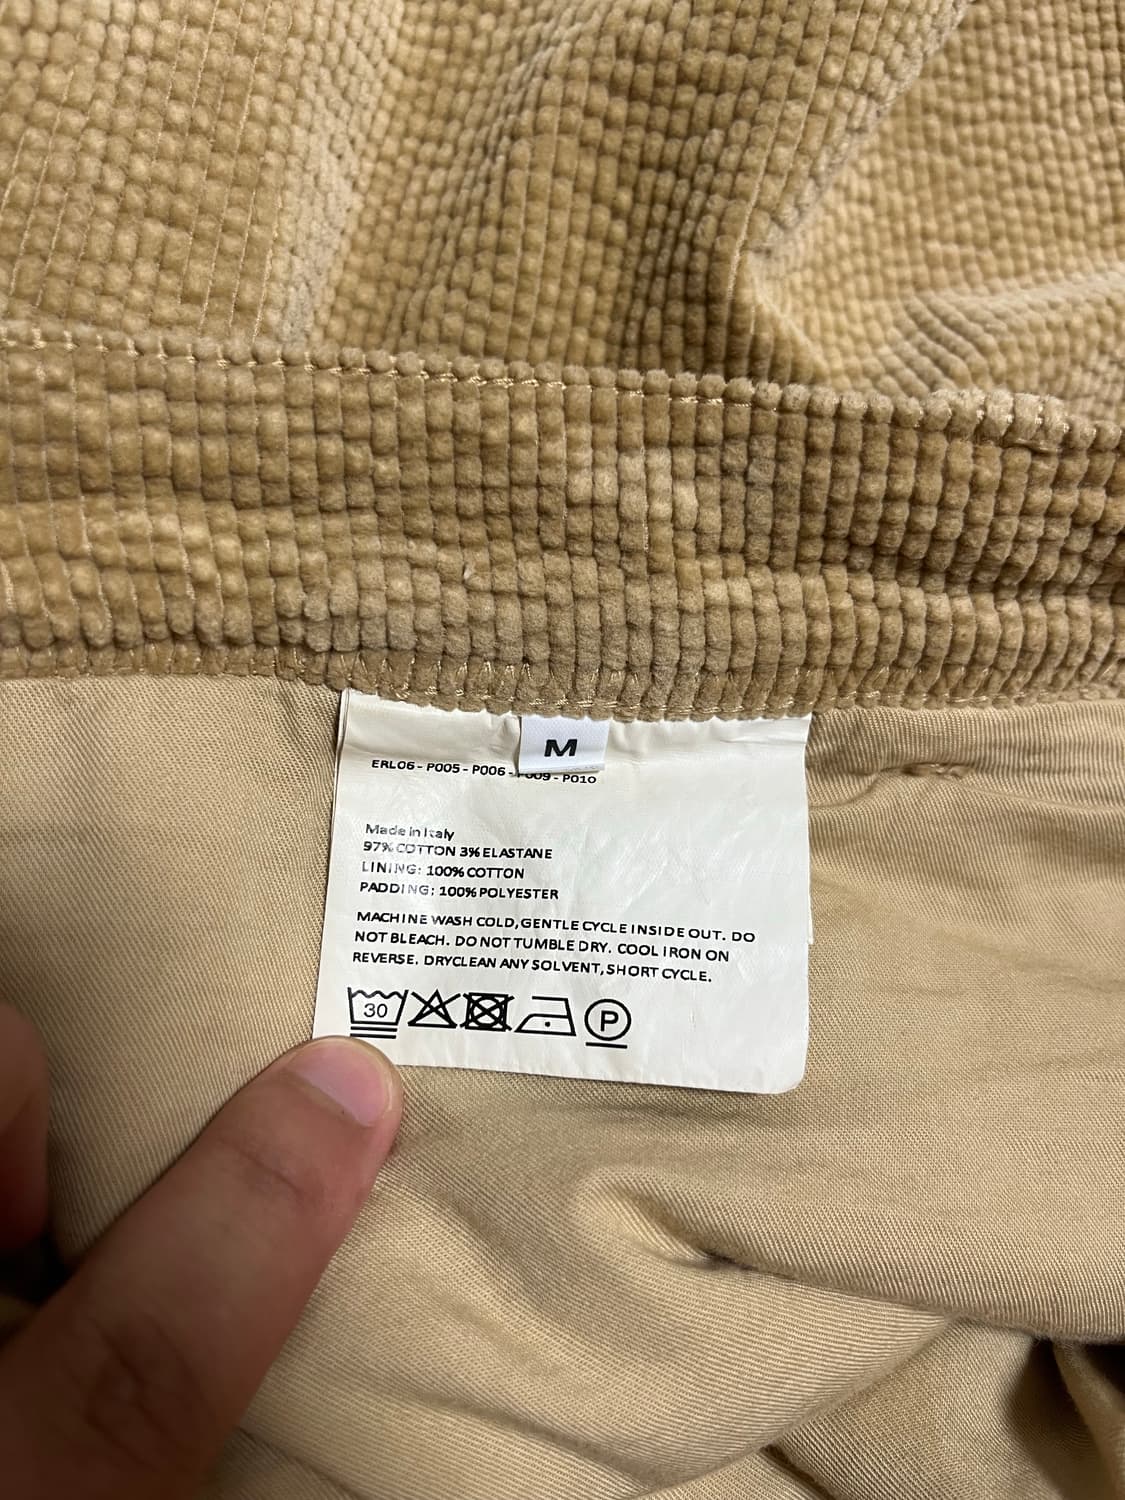 M
ERL06 - P005 - P006 - P009 - P010
Made in Italy
97% COTTON 3% ELASTANE
LINING: 100% COTTON
PADDING: 100% POLYESTER
MACHINE WASH COLD, GENTLE CYCLE INSIDE OUT. DO
NOT BLEACH. DO NOT TUMBLE DRY. COOL IRON ON
REVERSE. DRYCLEAN ANY SOLVENT, SHORT CYCLE.
30 P